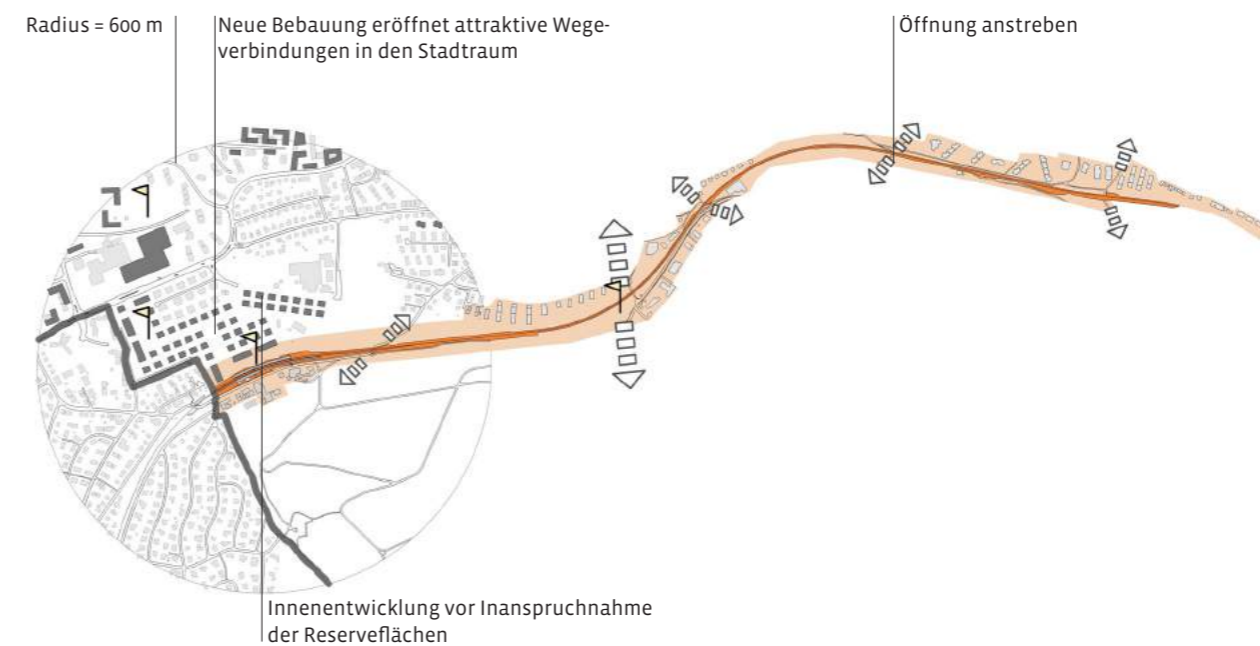 Radius = 600 m
Neue Bebauung eröffnet attraktive Wege-
verbindungen in den Stadtraum
Öffnung anstreben
Innenentwicklung vor Inanspruchnahme
der Reserveflächen